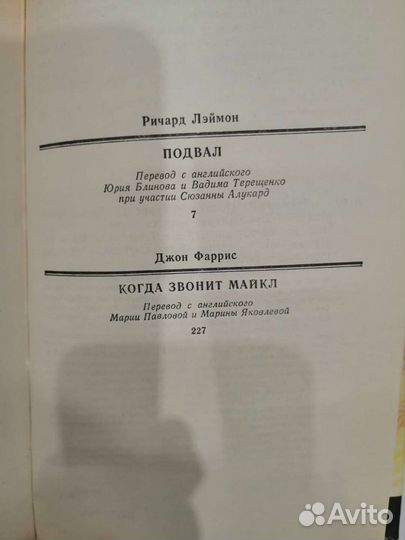 Ричард Лэймон
ПОДВАЛ
Перевод с английского
Юрия Блинова и Вадима Терещенко
при участии Сюзанны Алукард
7
Джон Фаррис
КОГДА ЗВОНИТ МАЙКЛ
Перевод с английского
Марии Павловой и Марины Яковлевой
227
Avito